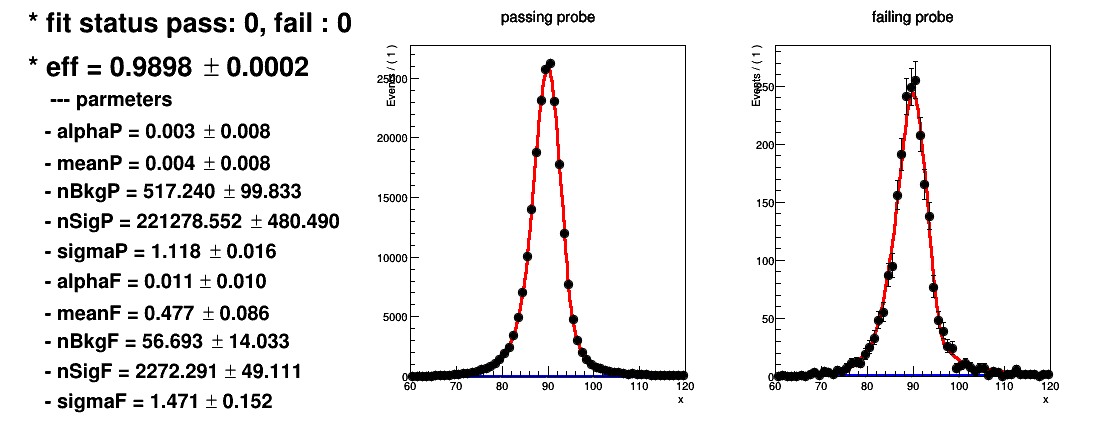 * fit status pass: 0, fail : 0
* eff = 0.9898 ± 0.0002
--- parmeters
- alphaP = 0.003 ± 0.008
- meanP = 0.004 ± 0.008
- nBkgP = 517.240 ± 99.833
- nSigP = 221278.552 ± 480.490
- sigmaP = 1.118 ± 0.016
- alphaF = 0.011 ± 0.010
- meanF = 0.477 ± 0.086
- nBkgF = 56.693 ± 14.033
- nSigF = 2272.291 ± 49.111
- sigmaF = 1.471 ± 0.152
passing probe
Events / ( 1 )
25000
20000
15000
10000
5000
0
60 70 80 90 100 110 120
x
failing probe
Events / ( 1 )
250
200
150
100
50
0
60 70 80 90 100 110 120
x